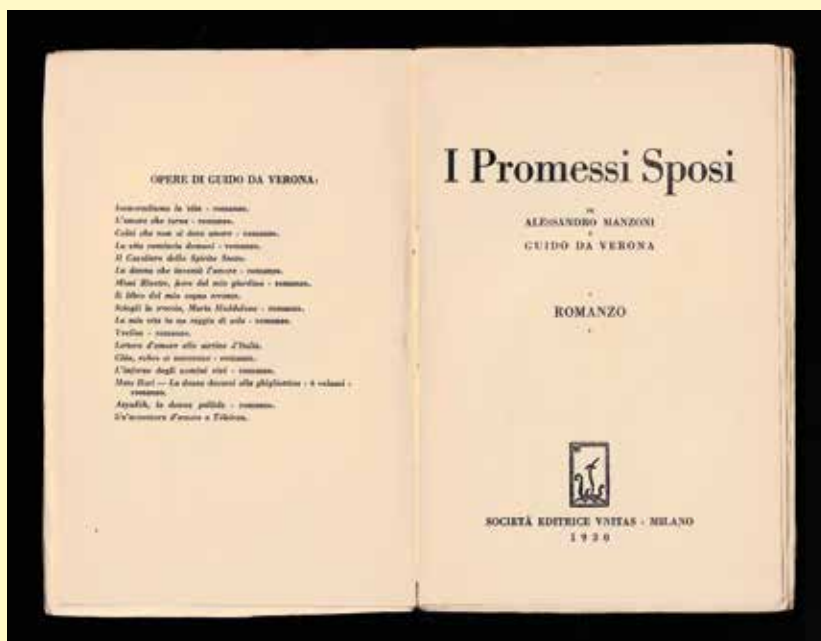 OPERE DI GUIDO DA VERONA:
Immortaliamo la vita - romanzo.
L'amore che torna - romanzo.
Colei che non si deve amare - romanzo.
La vita comincia domani - romanzo.
Il Cavaliere dello Spirito Santo.
La donna che inventò l'amore - romanzo.
Mimì Bluette, fiore del mio giardino - romanzo.
Il libro del mio sogno errante.
Sciogli la treccia, Maria Maddalena - romanzo.
La mia vita in un raggio di sole - romanzo.
Yvelise - romanzo.
Lettera d'amore alle sartine d'Italia.
Cléo, robes et manteaux - romanzo.
L'inferno degli uomini vivi - romanzo.
Mata Hari — La danza davanti alla ghigliottina - volumi -
romanzo.
Azyadéh, la donna pallida - romanzo.
Un'avventura d'amore a Téhéran.
I Promessi Sposi
DI
ALESSANDRO MANZONI
E
GUIDO DA VERONA
ROMANZO
SOCIETÀ EDITRICE VNITAS - MILANO
1930